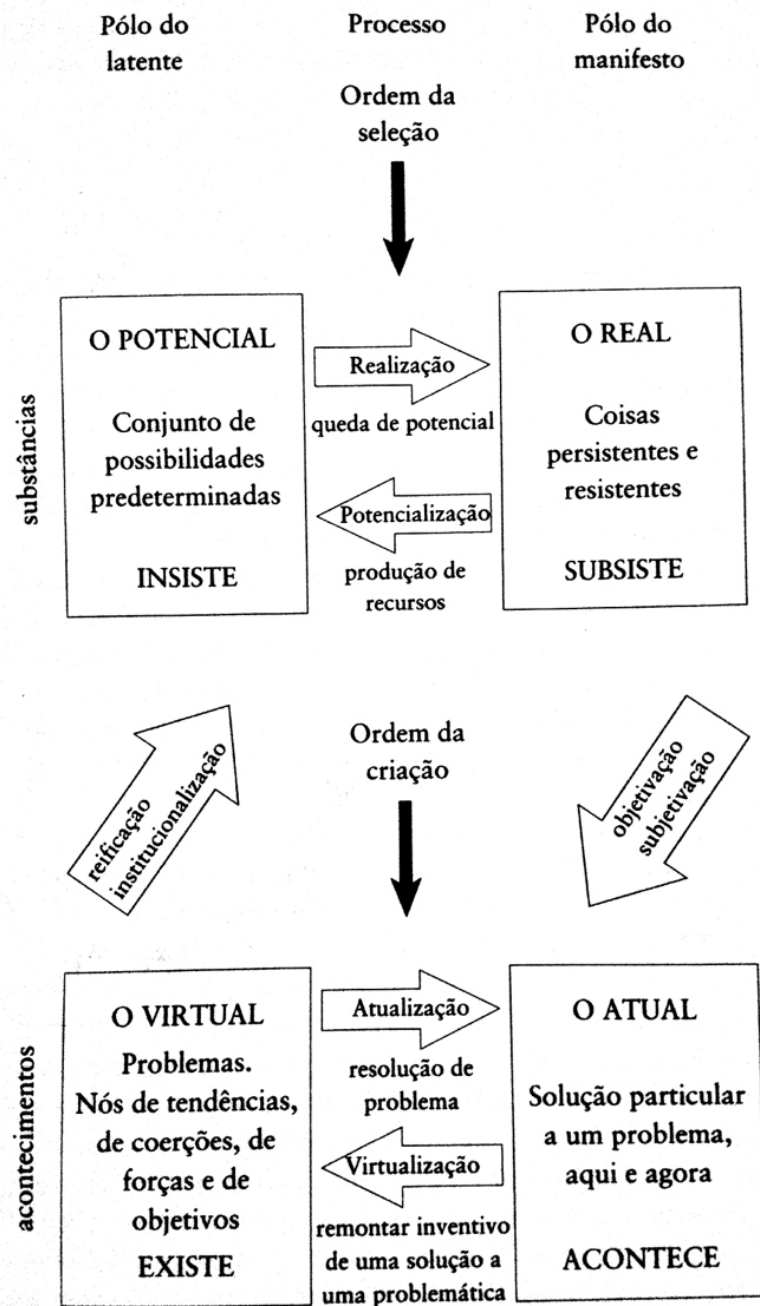 Pólo do
latente
Processo
Pólo do
manifesto
Ordem da
seleção
substâncias
O POTENCIAL
Conjunto de
possibilidades
predeterminadas
INSISTE
Realização
queda de potencial
Potencialização
produção de
recursos
O REAL
Coisas
persistentes e
resistentes
SUBSISTE
reificação
institucionalização
Ordem da
criação
objetivação
subjetivação
acontecimentos
O VIRTUAL
Problemas.
Nós de tendências,
de coerções, de
forças e de
objetivos
EXISTE
Atualização
resolução de
problema
Virtualização
remontar inventivo
de uma solução a
uma problemática
O ATUAL
Solução particular
a um problema,
aqui e agora
ACONTECE